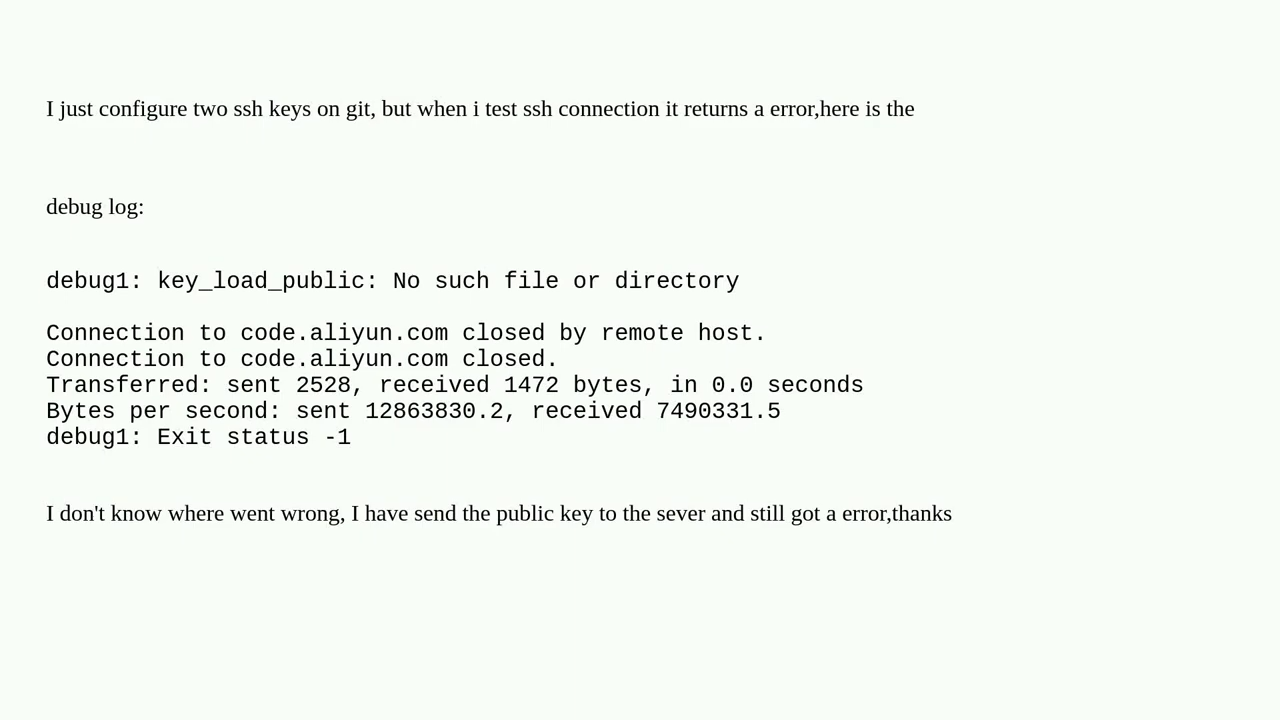 I just configure two ssh keys on git, but when i test ssh connection it returns a error,here is the
debug log:
debug1: key_load_public: No such file or directory
Connection to code.aliyun.com closed by remote host.
Connection to code.aliyun.com closed.
Transferred: sent 2528, received 1472 bytes, in 0.0 seconds
Bytes per second: sent 12863830.2, received 7490331.5
debug1: Exit status -1
I don't know where went wrong, I have send the public key to the sever and still got a error,thanks